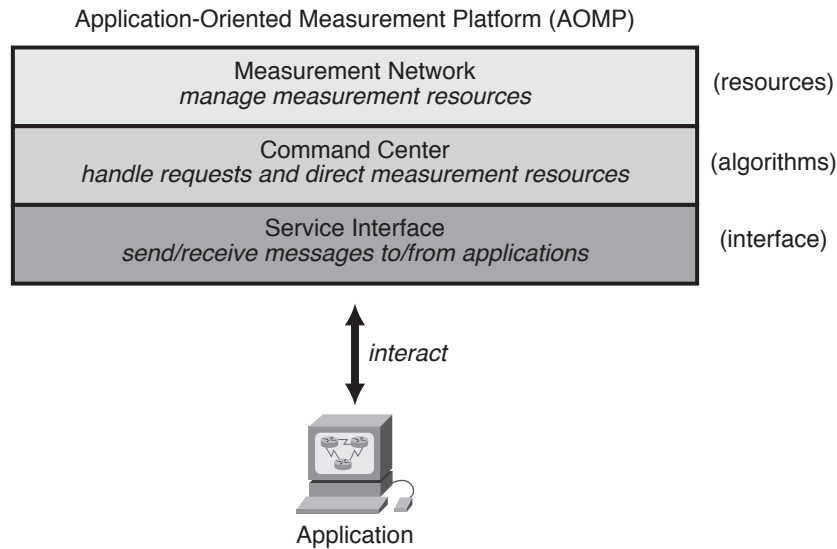 Application-Oriented Measurement Platform (AOMP)
Measurement Network
manage measurement resources
(resources)
Command Center
handle requests and direct measurement resources
(algorithms)
Service Interface
send/receive messages to/from applications
(interface)
interact
Application